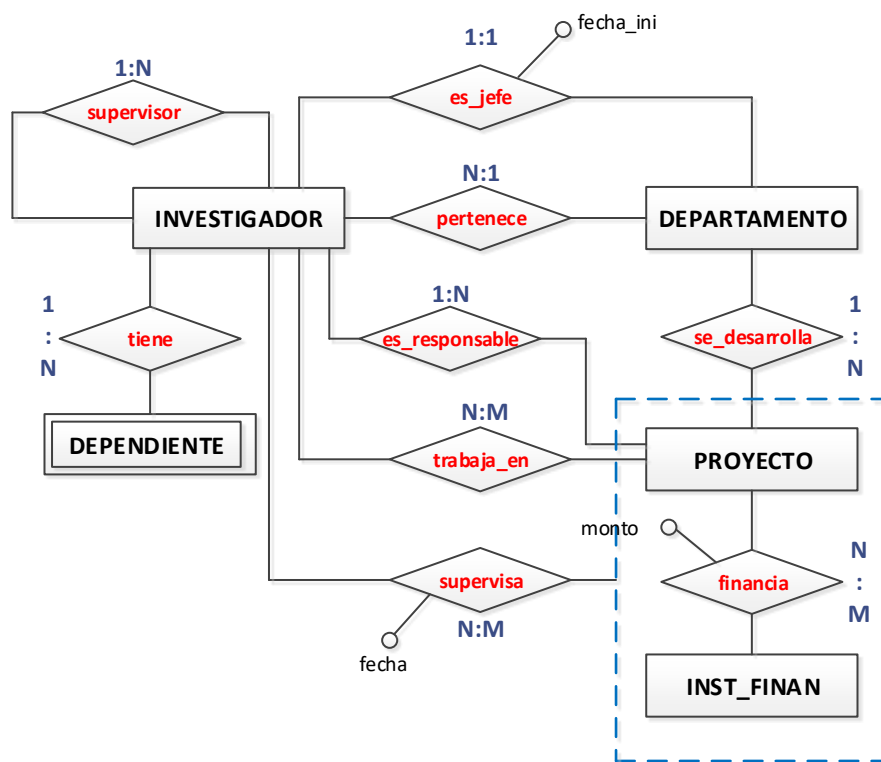 fecha_ini
1:1
1:N
es_jefe
supervisor
N:1
INVESTIGADOR
pertenece
DEPARTAMENTO
1:N
1
:
N
tiene
es_responsable
se_desarrolla
1
:
N
N:M
DEPENDIENTE
trabaja_en
PROYECTO
monto
N
:
M
supervisa
financia
N:M
fecha
INST_FINAN